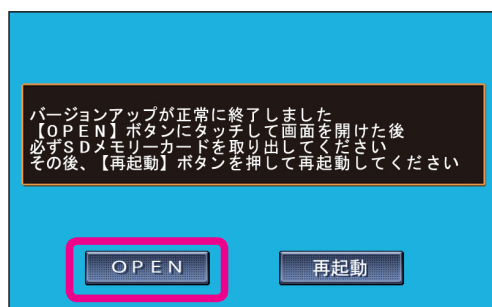 バージョンアップが正常に終了しました
【OPEN】ボタンにタッチして画面を開けた後
必ずSDメモリーカードを取り出してください
その後、【再起動】ボタンを押して再起動してください
OPEN
再起動